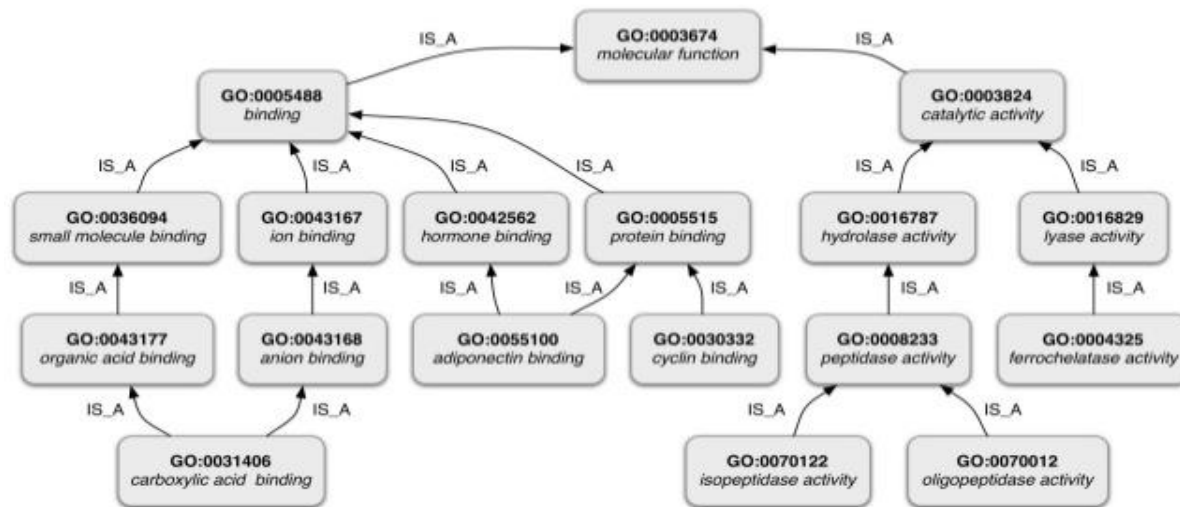 IS_A
GO:0003674
molecular function
IS_A
GO:0005488
binding
GO:0003824
catalytic activity
IS_A
IS_A
IS_A
IS_A
IS_A
IS_A
GO:0036094
small molecule binding
GO:0043167
ion binding
GO:0042562
hormone binding
GO:0005515
protein binding
GO:0016787
hydrolase activity
GO:0016829
lyase activity
IS_A
IS_A
IS_A
IS_A
IS_A
IS_A
IS_A
GO:0043177
organic acid binding
GO:0043168
anion binding
GO:0055100
adiponectin binding
GO:0030332
cyclin binding
GO:0008233
peptidase activity
GO:0004325
ferrochelatase activity
IS_A
IS_A
IS_A
IS_A
GO:0031406
carboxylic acid binding
GO:0070122
isopeptidase activity
GO:0070012
oligopeptidase activity